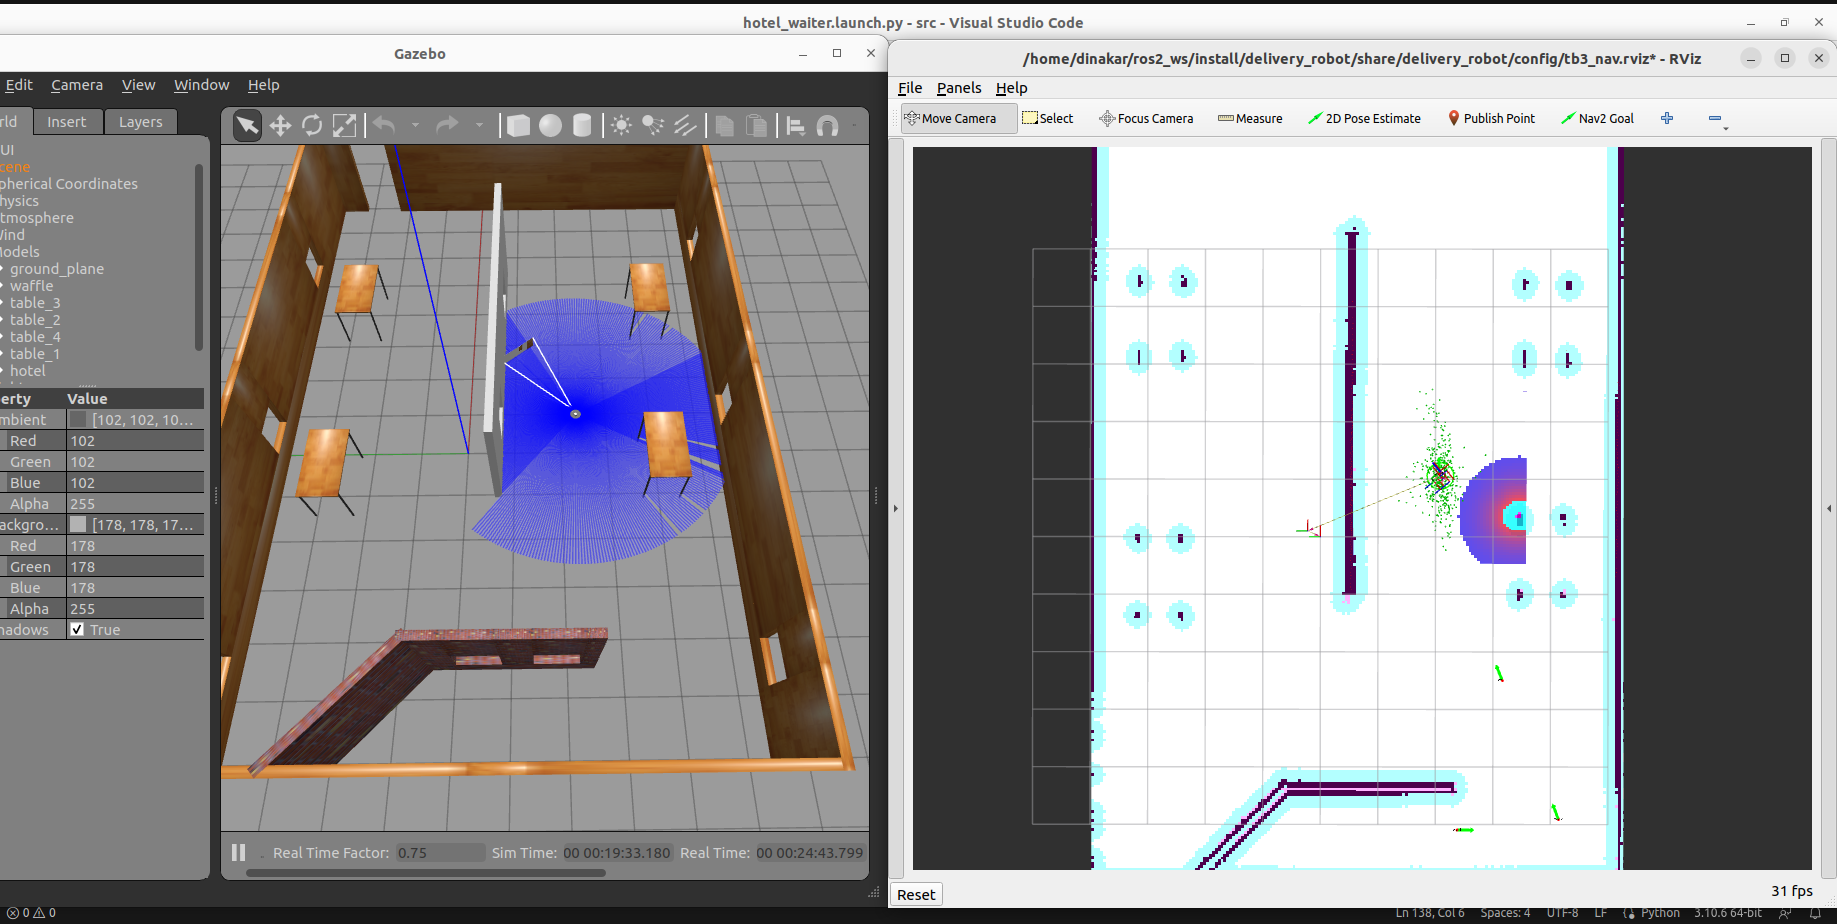 hotel_waiter.launch.py - src - Visual Studio Code
Gazebo
Edit Camera View Window Help
rld Insert Layers
UI
cene
pherical Coordinates
hysics
tmosphere
Wind
Models
ground_plane
waffle
table_3
table_2
table_4
table_1
hotel
erty Value
mbient [102, 102, 10...
Red 102
Green 102
Blue 102
Alpha 255
ackgro... [178, 178, 17...
Red 178
Green 178
Blue 178
Alpha 255
hadows True
Real Time Factor: 0.75 Sim Time: 00 00:19:33.180 Real Time: 00 00:24:43.799
/home/dinakar/ros2_ws/install/delivery_robot/share/delivery_robot/config/tb3_nav.rviz* - RViz
File Panels Help
Move Camera Select Focus Camera Measure 2D Pose Estimate Publish Point Nav2 Goal
Reset 31 fps
0 0 Ln 138, Col 6 Spaces: 4 UTF-8 LF Python 3.10.6 64-bit